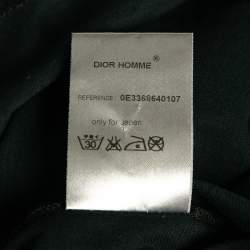 DIOR HOMME®
REFERENCE: 0E3368640107
only for Japan
30